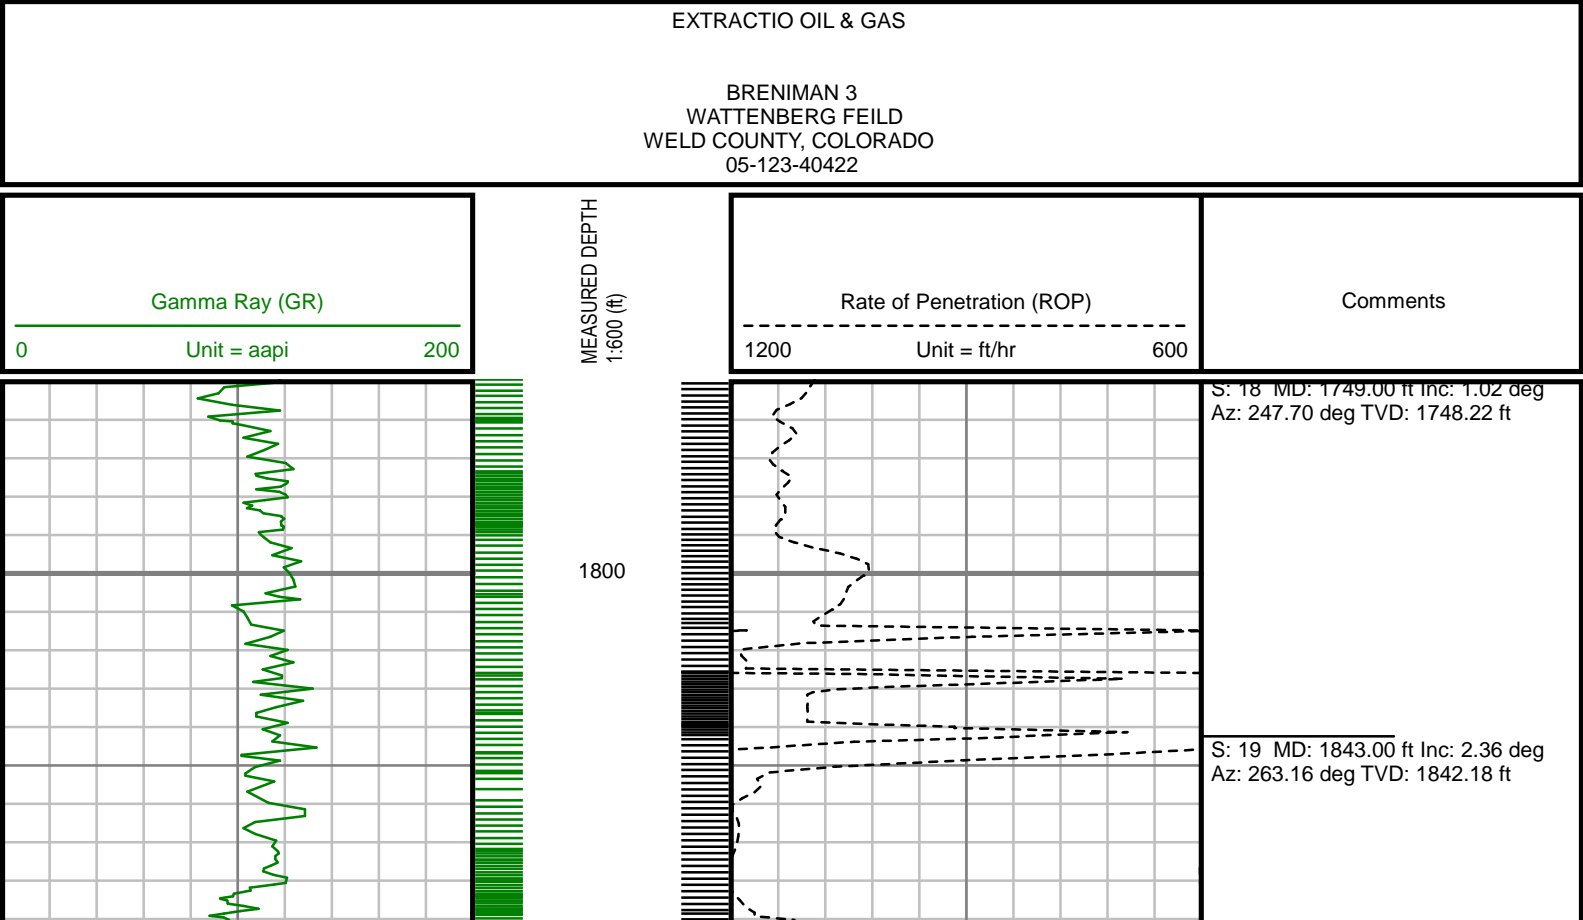 EXTRACTIO OIL & GAS
BRENIMAN 3
WATTENBERG FEILD
WELD COUNTY, COLORADO
05-123-40422
Gamma Ray (GR)
0 Unit = aapi 200
MEASURED DEPTH
1:600 (ft)
Rate of Penetration (ROP)
1200 Unit = ft/hr 600
Comments
S: 18 MD: 1749.00 ft Inc: 1.02 deg
Az: 247.70 deg TVD: 1748.22 ft
1800
S: 19 MD: 1843.00 ft Inc: 2.36 deg
Az: 263.16 deg TVD: 1842.18 ft